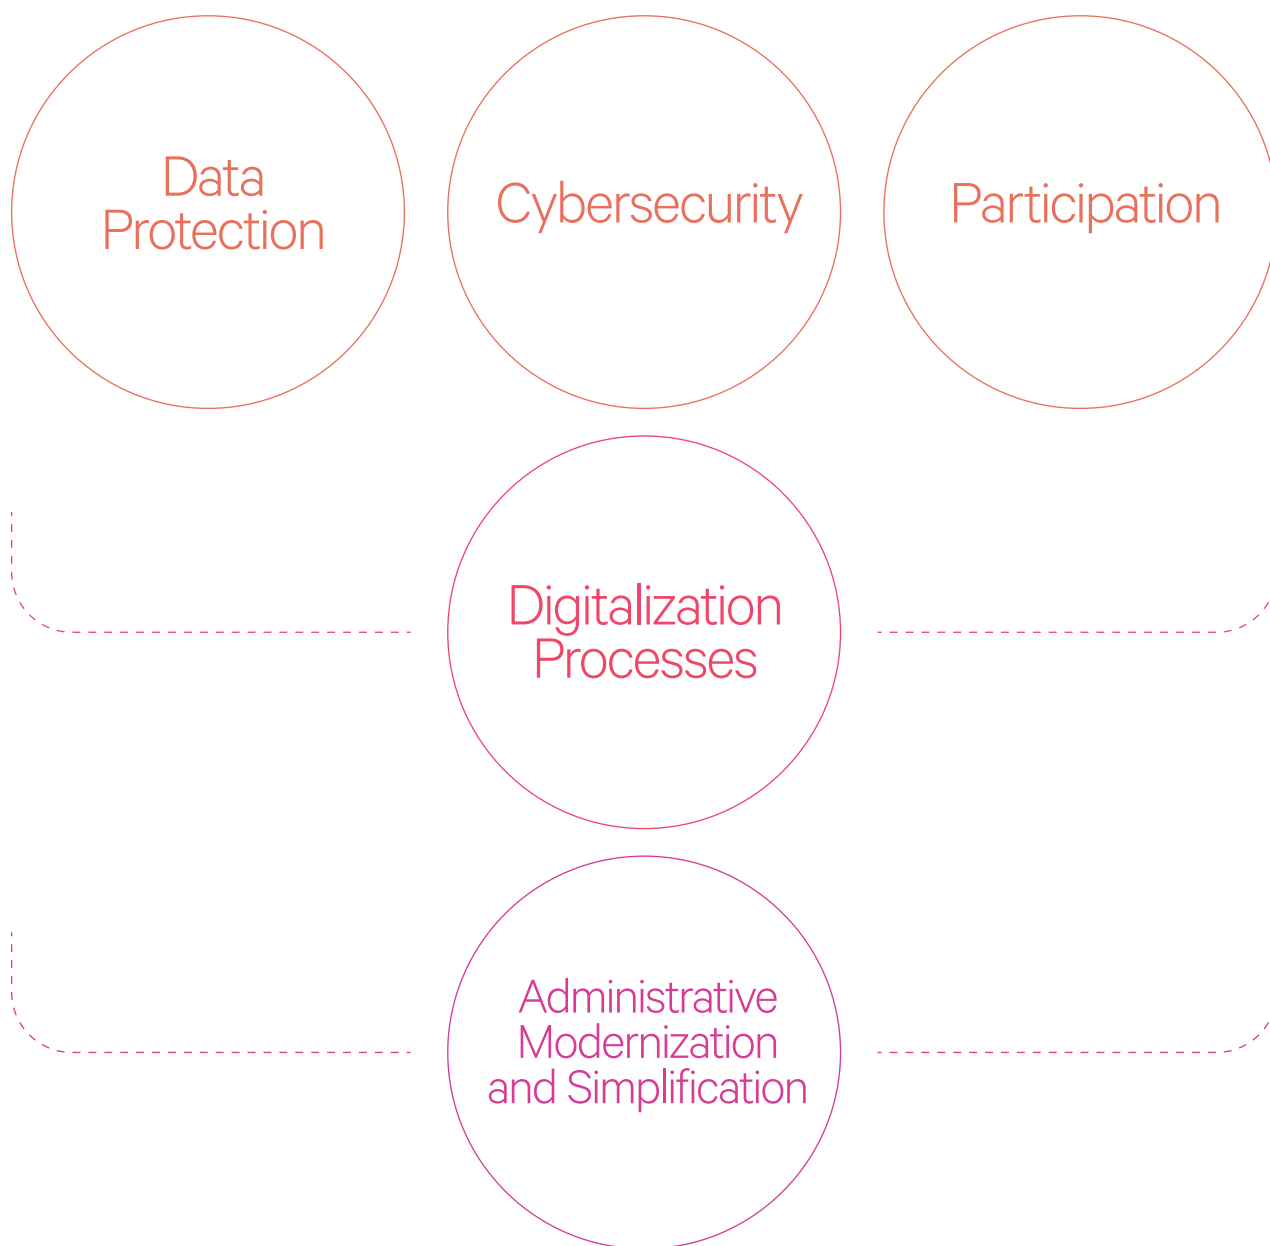 Data
Protection
Cybersecurity
Participation
Digitalization
Processes
Administrative
Modernization
and Simplification